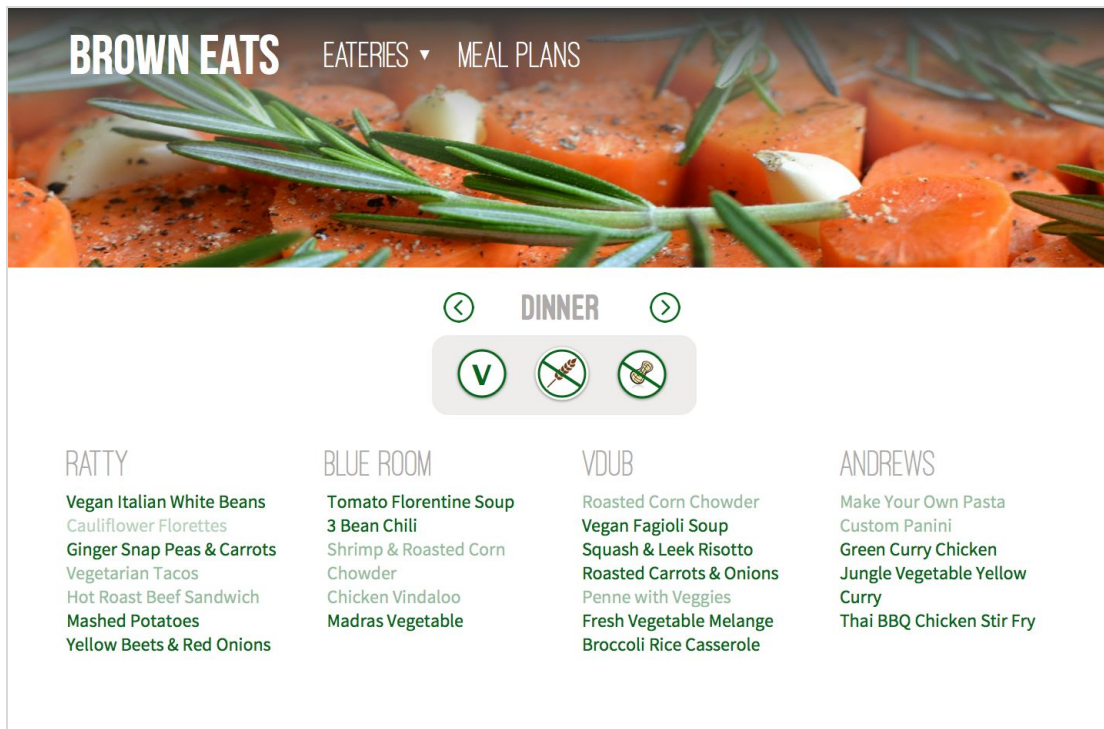 BROWN EATS
EATERIES ▼
MEAL PLANS
DINNER
V
RATTY
Vegan Italian White Beans
Cauliflower Florettes
Ginger Snap Peas & Carrots
Vegetarian Tacos
Hot Roast Beef Sandwich
Mashed Potatoes
Yellow Beets & Red Onions
BLUE ROOM
Tomato Florentine Soup
3 Bean Chili
Shrimp & Roasted Corn
Chowder
Chicken Vindaloo
Madras Vegetable
VDUB
Roasted Corn Chowder
Vegan Fagioli Soup
Squash & Leek Risotto
Roasted Carrots & Onions
Penne with Veggies
Fresh Vegetable Melange
Broccoli Rice Casserole
ANDREWS
Make Your Own Pasta
Custom Panini
Green Curry Chicken
Jungle Vegetable Yellow
Curry
Thai BBQ Chicken Stir Fry